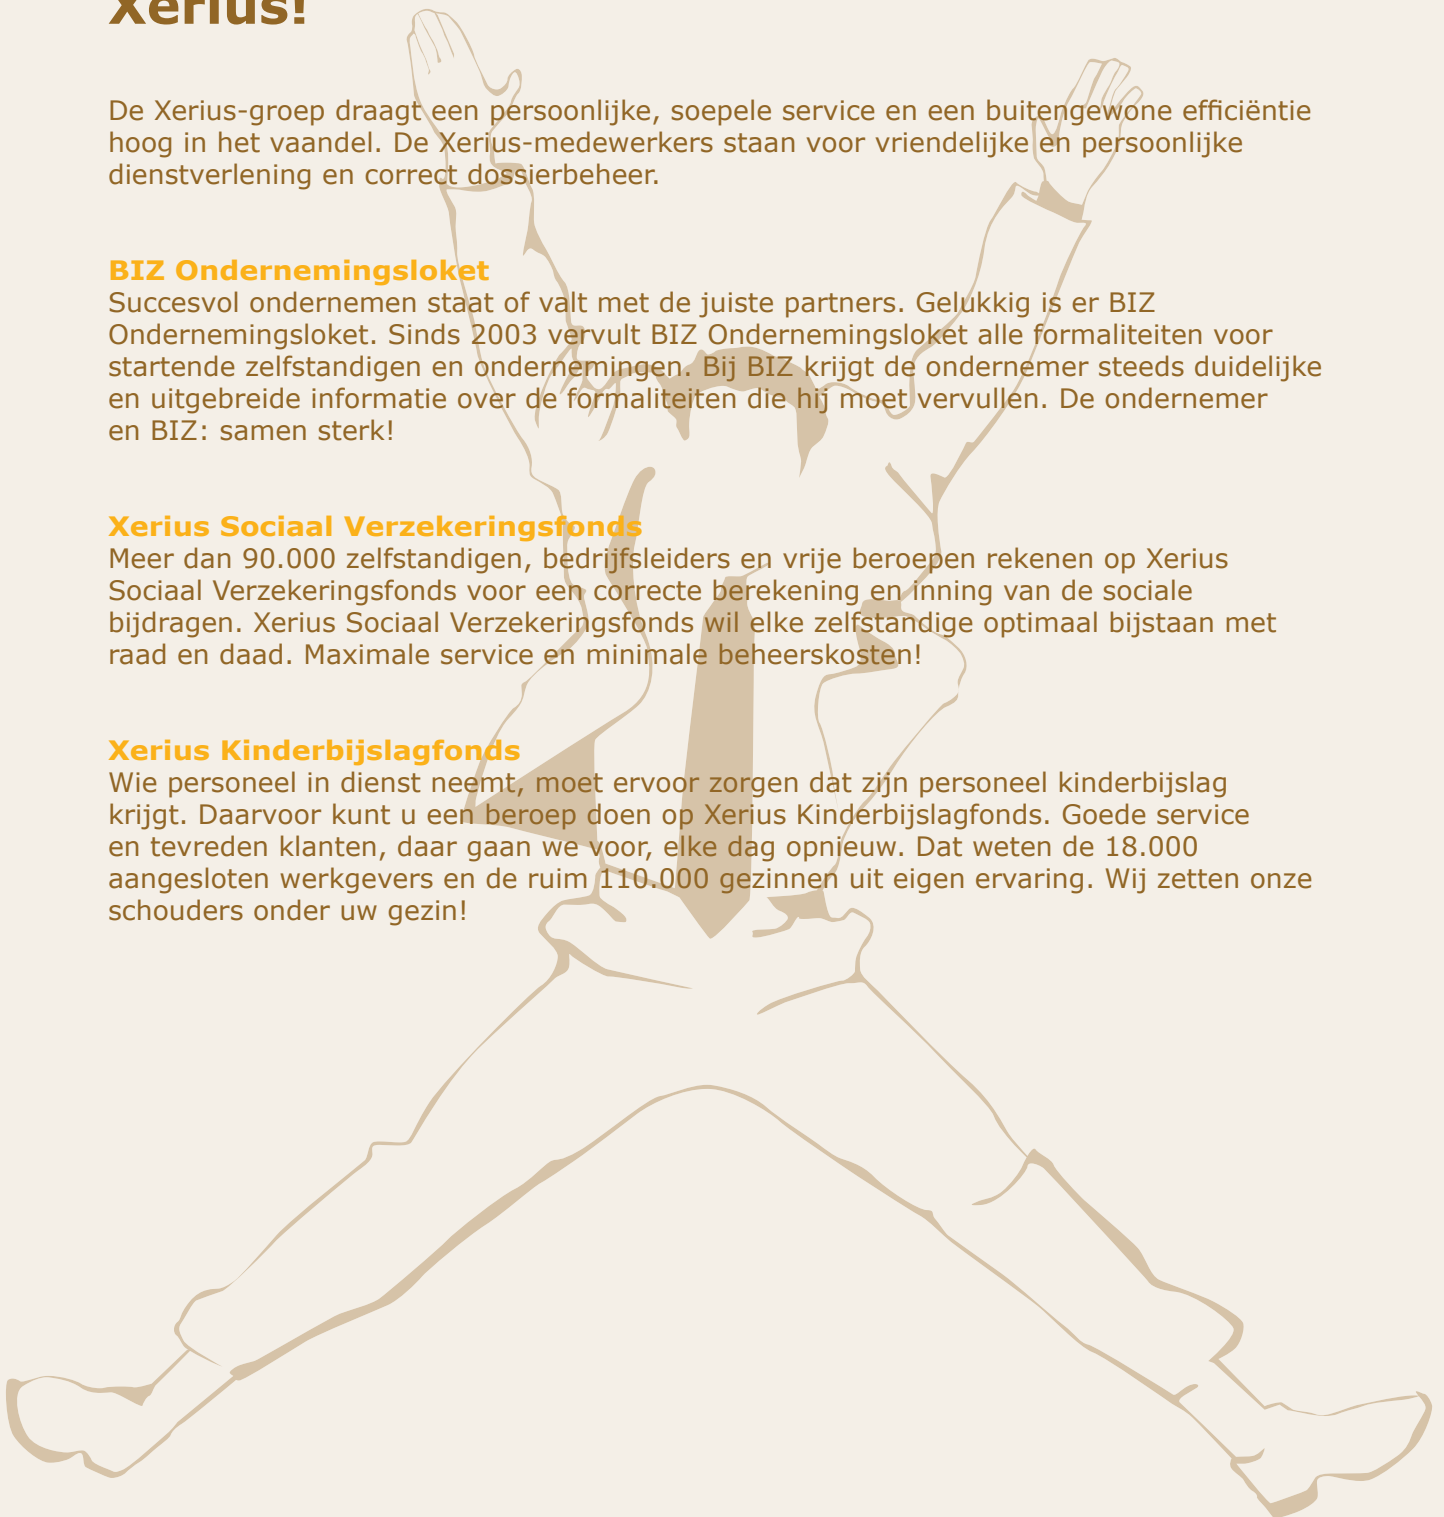 Xerius!
De Xerius-groep draagt een persoonlijke, soepele service en een buitengewone efficiëntie
hoog in het vaandel. De Xerius-medewerkers staan voor vriendelijke en persoonlijke
dienstverlening en correct dossierbeheer.
BIZ Ondernemingsloket
Succesvol ondernemen staat of valt met de juiste partners. Gelukkig is er BIZ
Ondernemingsloket. Sinds 2003 vervult BIZ Ondernemingsloket alle formaliteiten voor
startende zelfstandigen en ondernemingen. Bij BIZ krijgt de ondernemer steeds duidelijke
en uitgebreide informatie over de formaliteiten die hij moet vervullen. De ondernemer
en BIZ: samen sterk!
Xerius Sociaal Verzekeringsfonds
Meer dan 90.000 zelfstandigen, bedrijfsleiders en vrije beroepen rekenen op Xerius
Sociaal Verzekeringsfonds voor een correcte berekening en inning van de sociale
bijdragen. Xerius Sociaal Verzekeringsfonds wil elke zelfstandige optimaal bijstaan met
raad en daad. Maximale service en minimale beheerskosten!
Xerius Kinderbijslagfonds
Wie personeel in dienst neemt, moet ervoor zorgen dat zijn personeel kinderbijslag
krijgt. Daarvoor kunt u een beroep doen op Xerius Kinderbijslagfonds. Goede service
en tevreden klanten, daar gaan we voor, elke dag opnieuw. Dat weten de 18.000
aangesloten werkgevers en de ruim 110.000 gezinnen uit eigen ervaring. Wij zetten onze
schouders onder uw gezin!